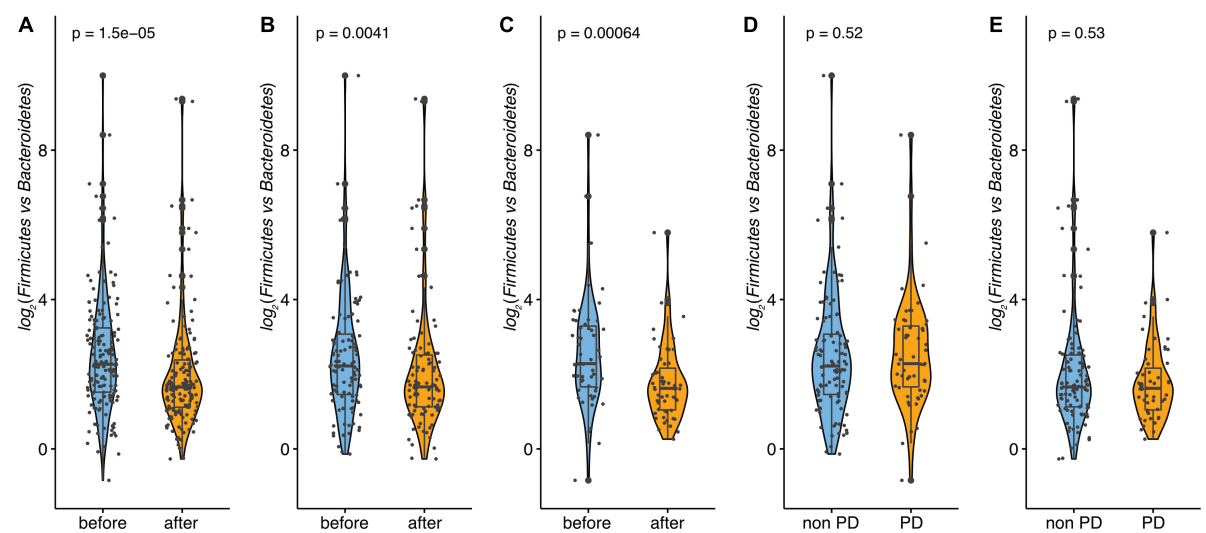 A
p = 1.5e−05
log2(Firmicutes vs Bacteroidetes)
8
4
0
before after
B
p = 0.0041
log2(Firmicutes vs Bacteroidetes)
8
4
0
before after
C
p = 0.00064
log2(Firmicutes vs Bacteroidetes)
8
4
0
before after
D
p = 0.52
log2(Firmicutes vs Bacteroidetes)
8
4
0
non PD PD
E
p = 0.53
log2(Firmicutes vs Bacteroidetes)
8
4
0
non PD PD